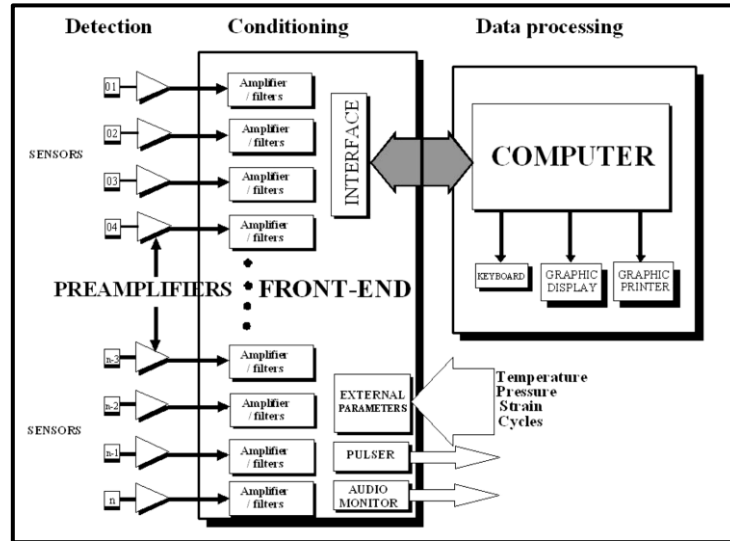 Detection
Conditioning
Data processing
01
Amplifier
/ filters
02
Amplifier
/ filters
SENSORS
03
Amplifier
/ filters
04
Amplifier
/ filters
INTERFACE
COMPUTER
KEYBOARD
GRAPHIC
DISPLAY
GRAPHIC
PRINTER
PREAMPLIFIERS
FRONT-END
n-3
Amplifier
/ filters
n-2
Amplifier
/ filters
SENSORS
n-1
Amplifier
/ filters
n
Amplifier
/ filters
EXTERNAL
PARAMETERS
Temperature
Pressure
Strain
Cycles
PULSER
AUDIO
MONITOR